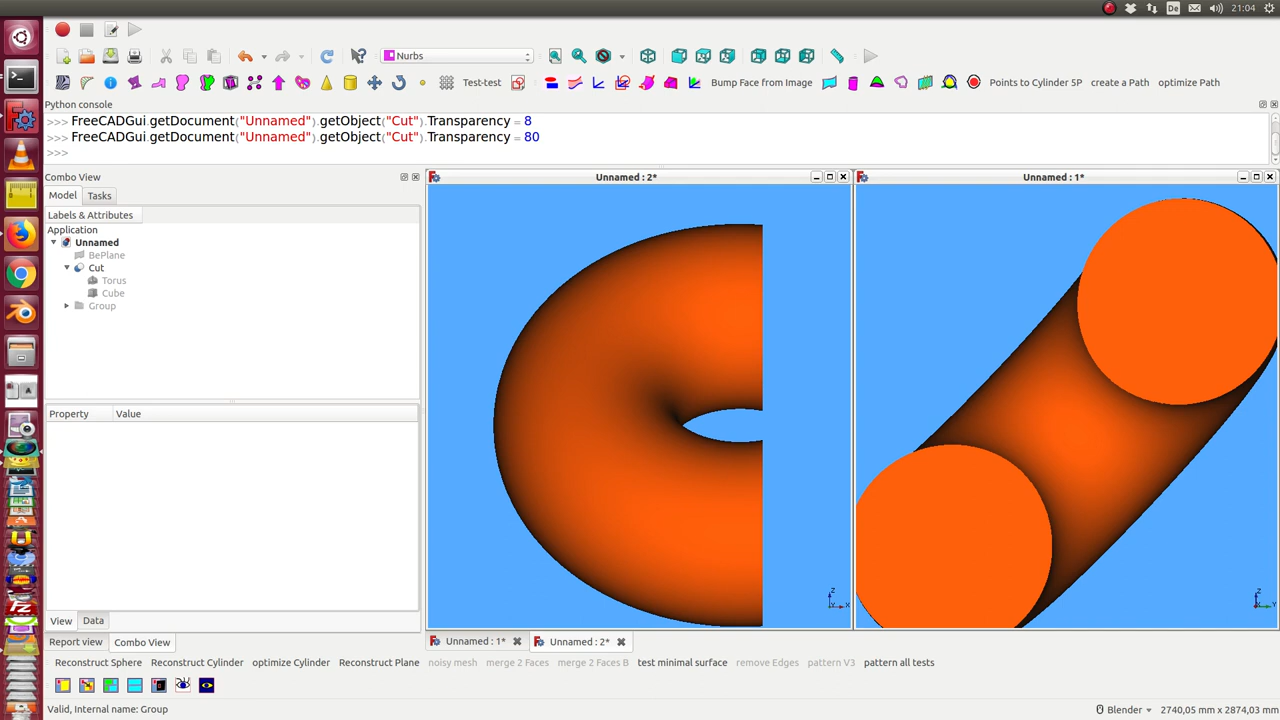 De 21:04
Nurbs
Test-test Bump Face from Image Points to Cylinder 5P create a Path optimize Path
Python console
>>> FreeCADGui.getDocument("Unnamed").getObject("Cut").Transparency = 8
>>> FreeCADGui.getDocument("Unnamed").getObject("Cut").Transparency = 80
>>>
Combo View
Model Tasks
Labels & Attributes
Application
Unnamed
BePlane
Cut
Torus
Cube
Group
Property Value
View Data
Report view Combo View
Unnamed : 2*
Z
Y X
Unnamed : 1*
Z
Y
Unnamed : 1* Unnamed : 2*
Reconstruct Sphere Reconstruct Cylinder optimize Cylinder Reconstruct Plane noisy mesh merge 2 Faces merge 2 Faces B test minimal surface remove Edges pattern V3 pattern all tests
Valid, Internal name: Group
Blender 2740,05 mm x 2874,03 mm